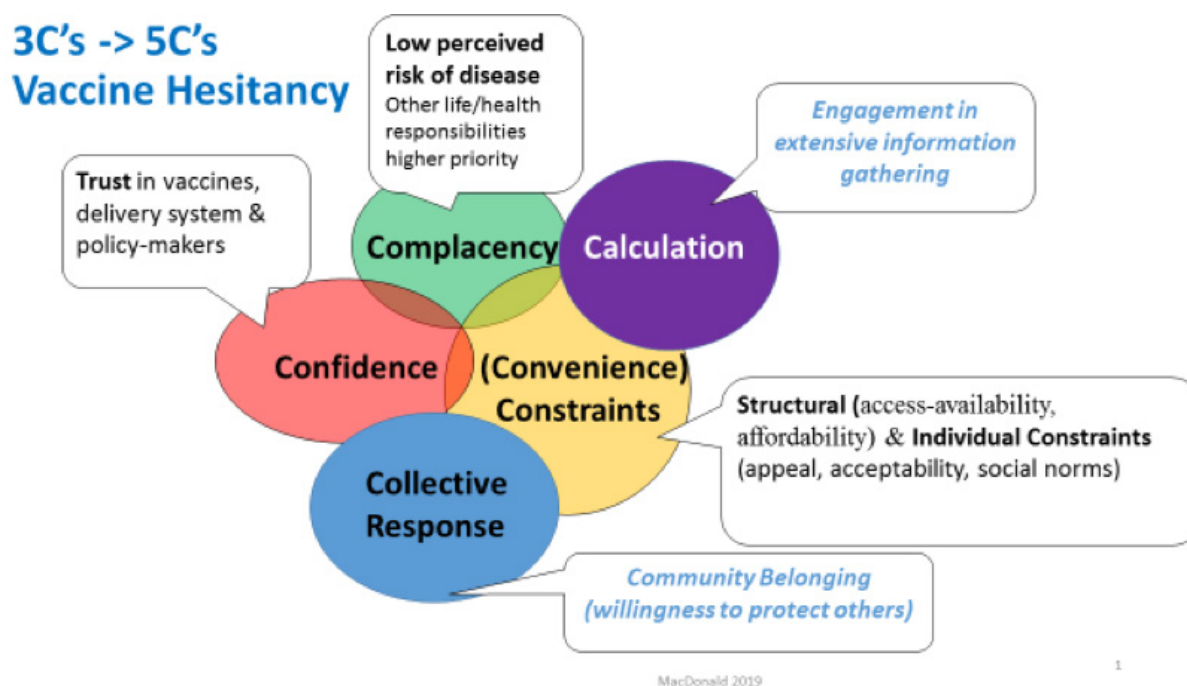 3C's -> 5C's
Vaccine Hesitancy
Low perceived
risk of disease
Other life/health
responsibilities
higher priority
Engagement in
extensive information
gathering
Trust in vaccines,
delivery system &
policy-makers
Complacency
Calculation
Confidence
(Convenience)
Constraints
Structural (access-availability,
affordability) & Individual Constraints
(appeal, acceptability, social norms)
Collective
Response
Community Belonging
(willingness to protect others)
MacDonald 2019
1